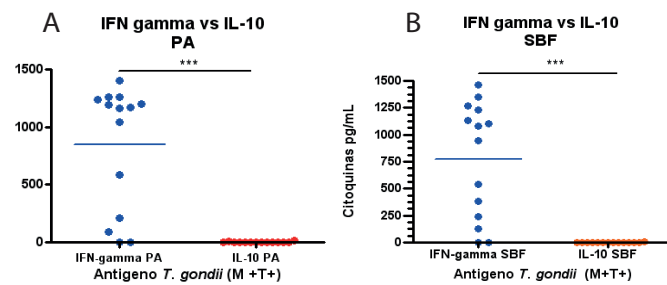 A
IFN gamma vs IL-10
PA
***
1500
1000
500
0
IFN-gamma PA
IL-10 PA
Antigeno T. gondii (M +T+)
B
IFN gamma vs IL-10
SBF
***
Citoquinas pg/mL
1500
1250
1000
750
500
250
0
IFN-gamma SBF
IL-10 SBF
Antigeno T. gondii (M+T+)